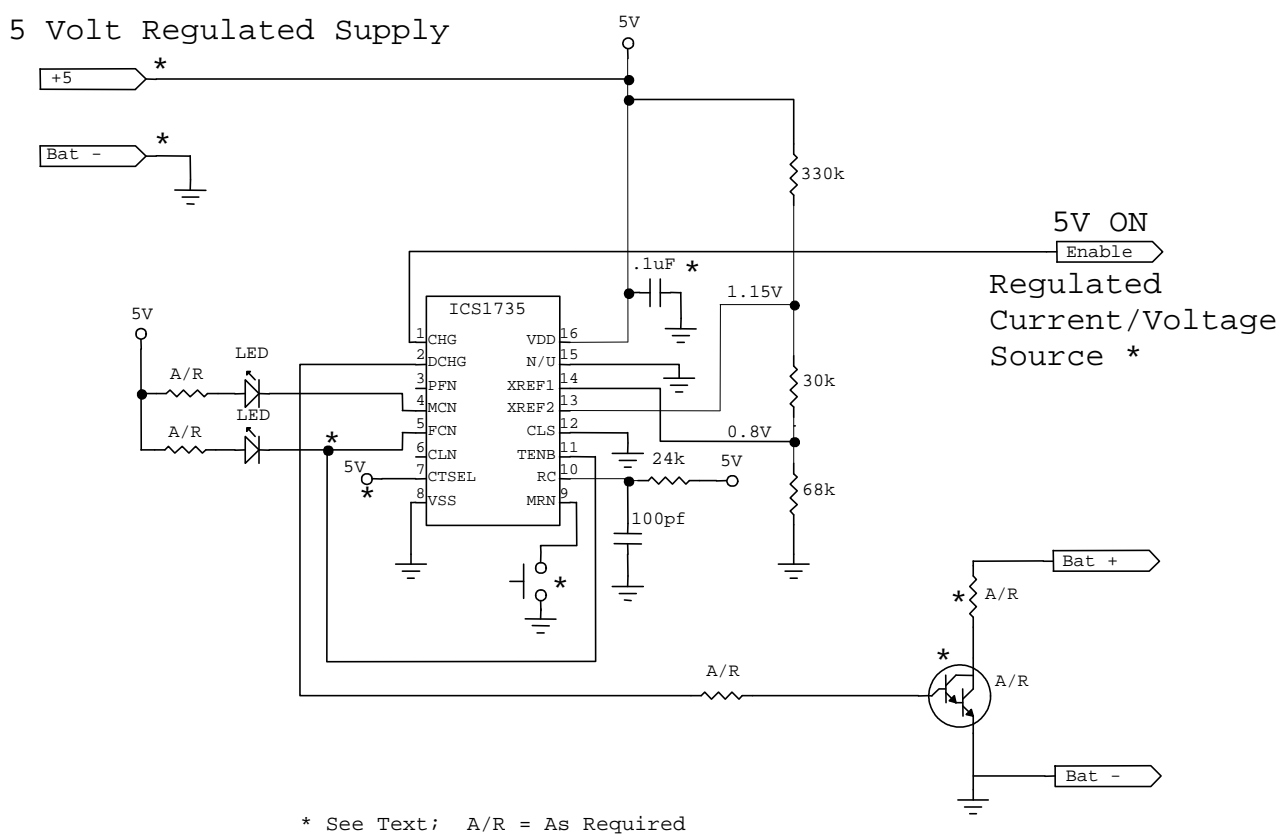 5V
5 Volt Regulated Supply
*
+5
*
Bat -
330k
5V ON
Enable
.1uF *
1.15V
Regulated
Current/Voltage
Source *
5V
ICS1735
1 CHG VDD 16
2 DCHG N/U 15
3 PFN XREF1 14
4 MCN XREF2 13
5 FCN CLS 12
6 CLN TENB 11
7 CTSEL RC 10
8 VSS MRN 9
LED
A/R
30k
LED
A/R
*
0.8V
5V
*
24k
5V
68k
100pf
*
Bat +
* A/R
*
A/R
A/R
Bat -
* See Text; A/R = As Required